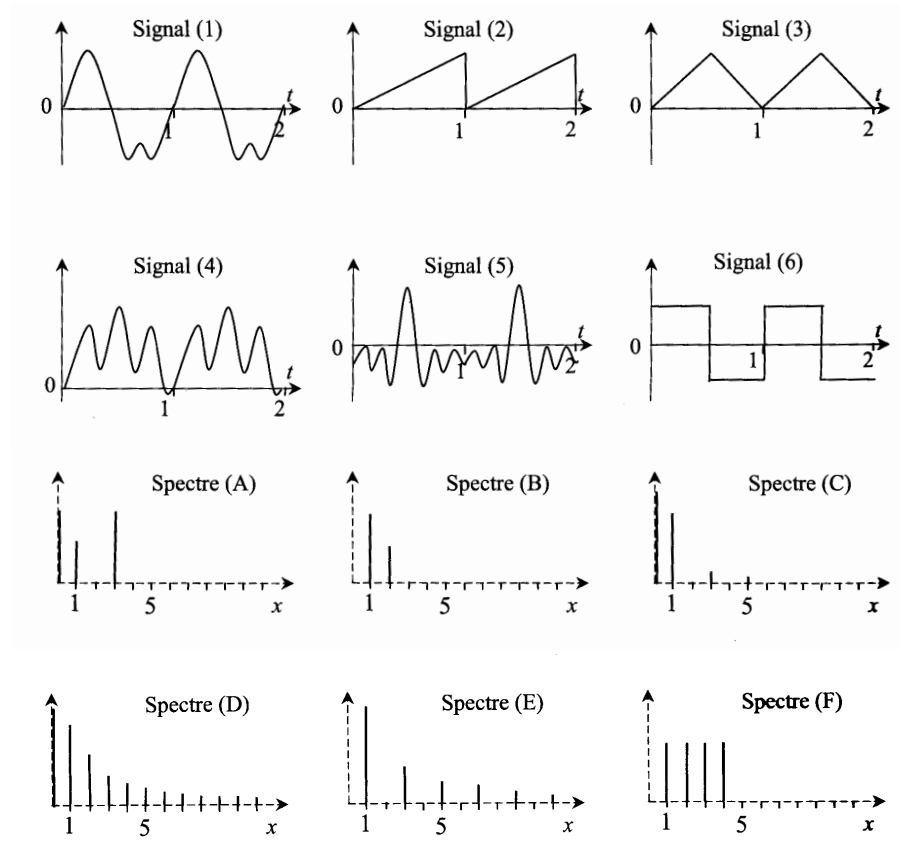 Signal (1)
Signal (2)
Signal (3)
0
1
2
t
0
1
2
t
0
1
2
t
Signal (4)
Signal (5)
Signal (6)
0
1
2
t
0
1
2
t
0
1
2
t
Spectre (A)
Spectre (B)
Spectre (C)
1
5
x
1
5
x
1
5
x
Spectre (D)
Spectre (E)
Spectre (F)
1
5
x
1
5
x
1
5
x